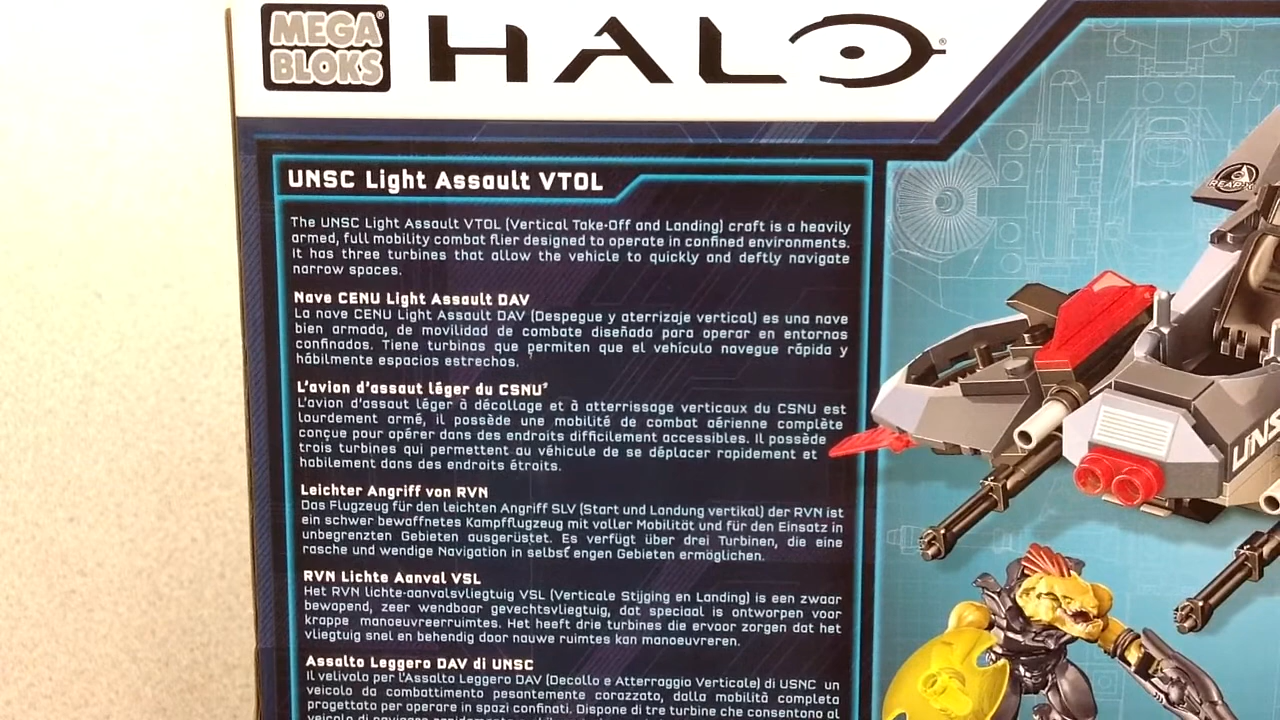 MEGA
BLOKS®
HALO®
UNSC Light Assault VTOL
The UNSC Light Assault VTOL (Vertical Take-Off and Landing) craft is a heavily
armed, full mobility combat flier designed to operate in confined environments.
It has three turbines that allow the vehicle to quickly and deftly navigate
narrow spaces.
Nave CENU Light Assault DAV
La nave CENU Light Assault DAV (Despegue y aterrizaje vertical) es una nave
bien armada, de movilidad de combate diseñada para operar en entornos
confinados. Tiene turbinas que permiten que el vehículo navegue rápida y
hábilmente espacios estrechos.
L'avion d'assaut léger du CSNU
L'avion d'assaut léger à décollage et à atterrissage verticaux du CSNU est
lourdement armé, il possède une mobilité de combat aérienne complète
conçue pour apérer dans des endroits difficilement accessibles. Il possède
trois turbines qui permettent au véhicule de se déplacer rapidement et
habilement dans des endroits étroits.
Leichter Angriff von RVN
Das Flugzeug für den leichten Angriff SLV (Start und Landung vertikal) der RVN ist
ein schwer bewaffnetes Kampfflugzeug mit voller Mobilität und für den Einsatz in
unbegrenzten Gebieten ausgerüstet. Es verfügt über drei Turbinen, die eine
rasche und wendige Navigation in selbst engen Gebieten ermöglichen.
RVN Lichte Aanval VSL
Het RVN lichte-aanvalsvliegtuig VSL (Verticale Stijging en Landing) is een zwaar
bewapend, zeer wendbaar gevechtsvliegtuig, dat speciaal is ontworpen voor
krappe manoeuvreerruimtes. Het heeft drie turbines die ervoor zorgen dat het
vliegtuig snel en behendig door nauwe ruimtes kan manoeuvreren.
Assalto Leggero DAV di UNSC
Il velivolo per l'Assalto Leggero DAV (Decollo e Atterraggio Verticale) di USNC un
veicolo da combattimento pesantemente corazzato, dalla mobilità completa
progettata per operare in spazi confinati. Dispone di tre turbine che consentono al
UNS